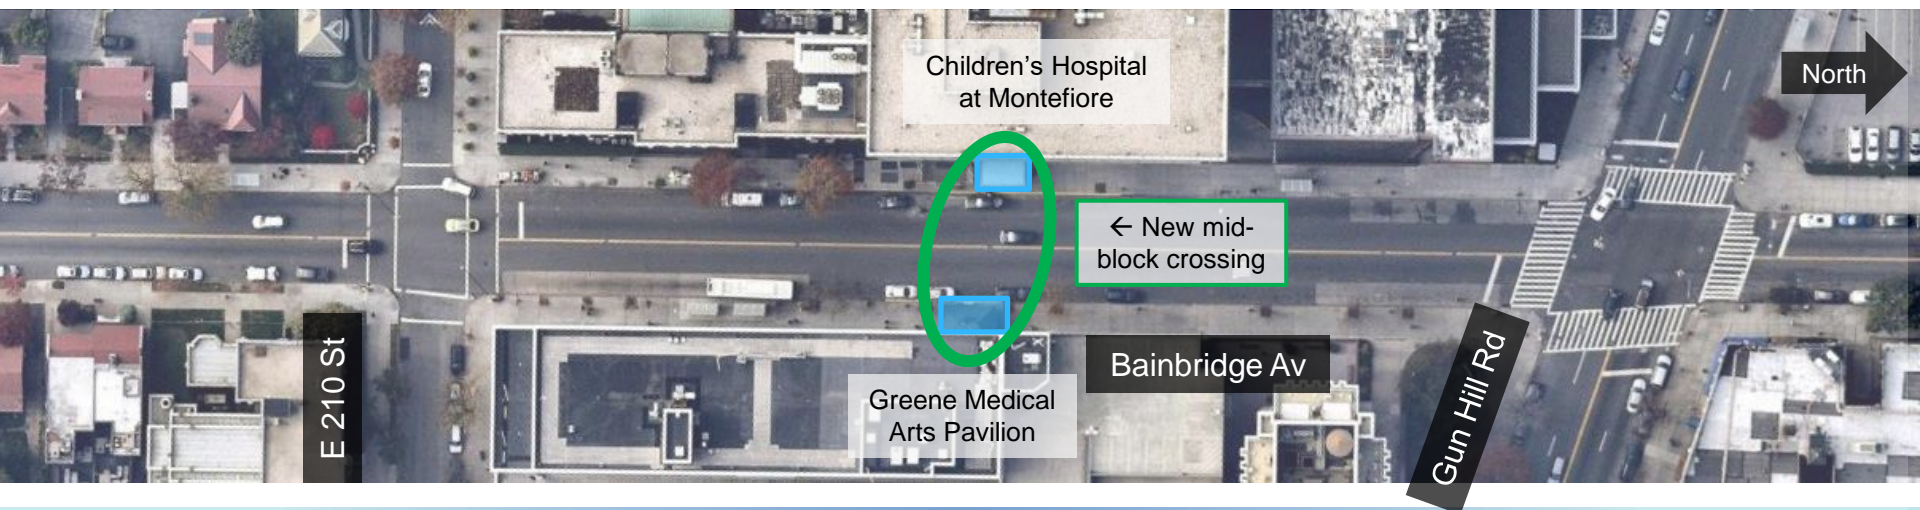 Children’s Hospital
at Montefiore
North
← New mid-
block crossing
E 210 St
Bainbridge Av
Gun Hill Rd
Greene Medical
Arts Pavilion